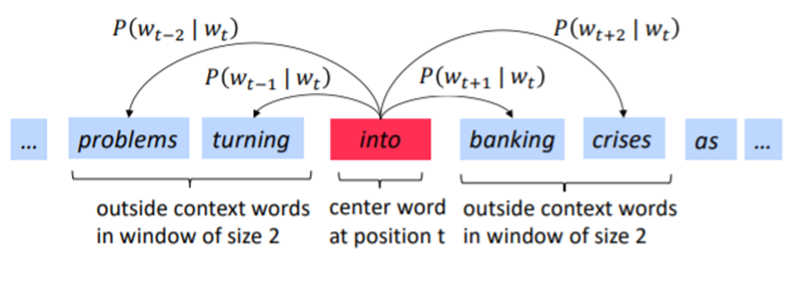 P(w_{t−2} | w_t) P(w_{t+2} | w_t)
P(w_{t−1} | w_t) P(w_{t+1} | w_t)
... problems turning into banking crises as ...
outside context words center word outside context words
in window of size 2 at position t in window of size 2